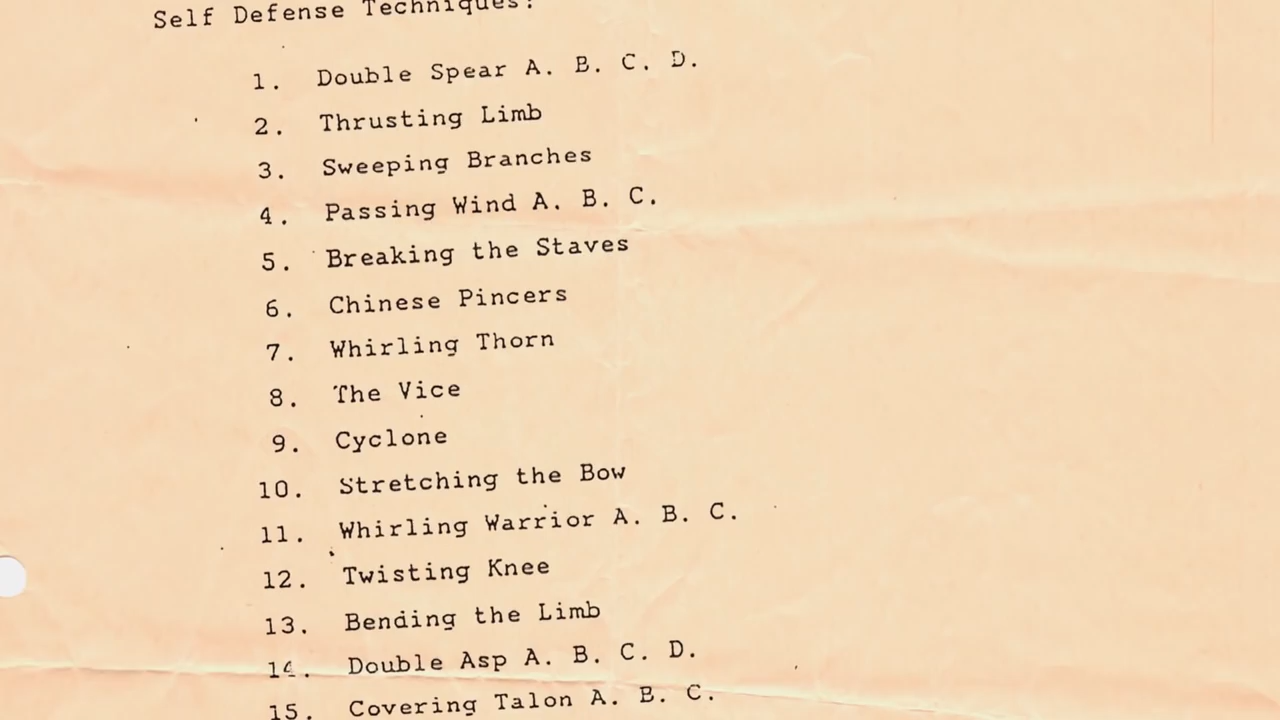 Self Defense Techniques:
1. Double Spear A. B. C. D.
2. Thrusting Limb
3. Sweeping Branches
4. Passing Wind A. B. C.
5. Breaking the Staves
6. Chinese Pincers
7. Whirling Thorn
8. The Vice
9. Cyclone
10. Stretching the Bow
11. Whirling Warrior A. B. C.
12. Twisting Knee
13. Bending the Limb
14. Double Asp A. B. C. D.
15. Covering Talon A. B. C.